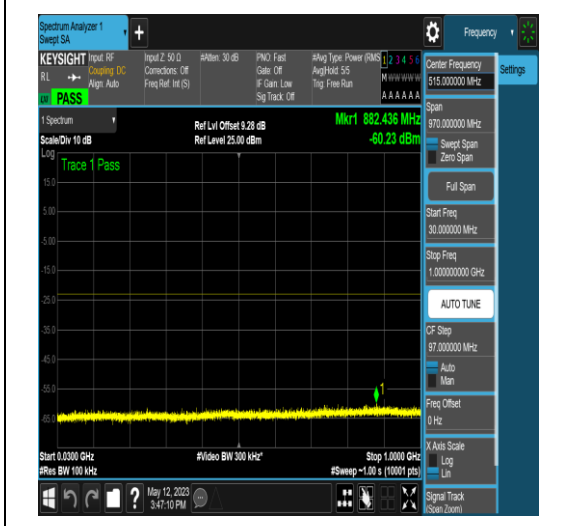 Spectrum Analyzer 1
Swept SA
+
Frequency
KEYSIGHT
Input: RF
Coupling: DC
Align: Auto
Input Z: 50 Ω
Corrections: Off
Freq Ref: Int (S)
#Atten: 30 dB
PNO: Fast
Gate: Off
IF Gain: Low
Sig Track: Off
#Avg Type: Power (RMS
Avg|Hold: 5/5
Trig: Free Run
1 2 3 4 5 6
M W W W W W
A A A A A A
RL
PASS
1 Spectrum
Scale/Div 10 dB
Ref Lvl Offset 9.28 dB
Ref Level 25.00 dBm
Mkr1 882.436 MHz
-60.23 dBm
Log
Trace 1 Pass
15.0
5.00
-5.00
-15.0
-25.0
-35.0
-45.0
-55.0
-65.0
1
Start 0.0300 GHz
#Res BW 100 kHz
#Video BW 300 kHz*
Stop 1.0000 GHz
#Sweep ~1.00 s (10001 pts)
?
May 12, 2023
3:47:10 PM
Center Frequency
515.000000 MHz
Settings
Span
970.000000 MHz
Swept Span
Zero Span
Full Span
Start Freq
30.000000 MHz
Stop Freq
1.000000000 GHz
AUTO TUNE
CF Step
97.000000 MHz
Auto
Man
Freq Offset
0 Hz
X Axis Scale
Log
Lin
Signal Track
(Span Zoom)